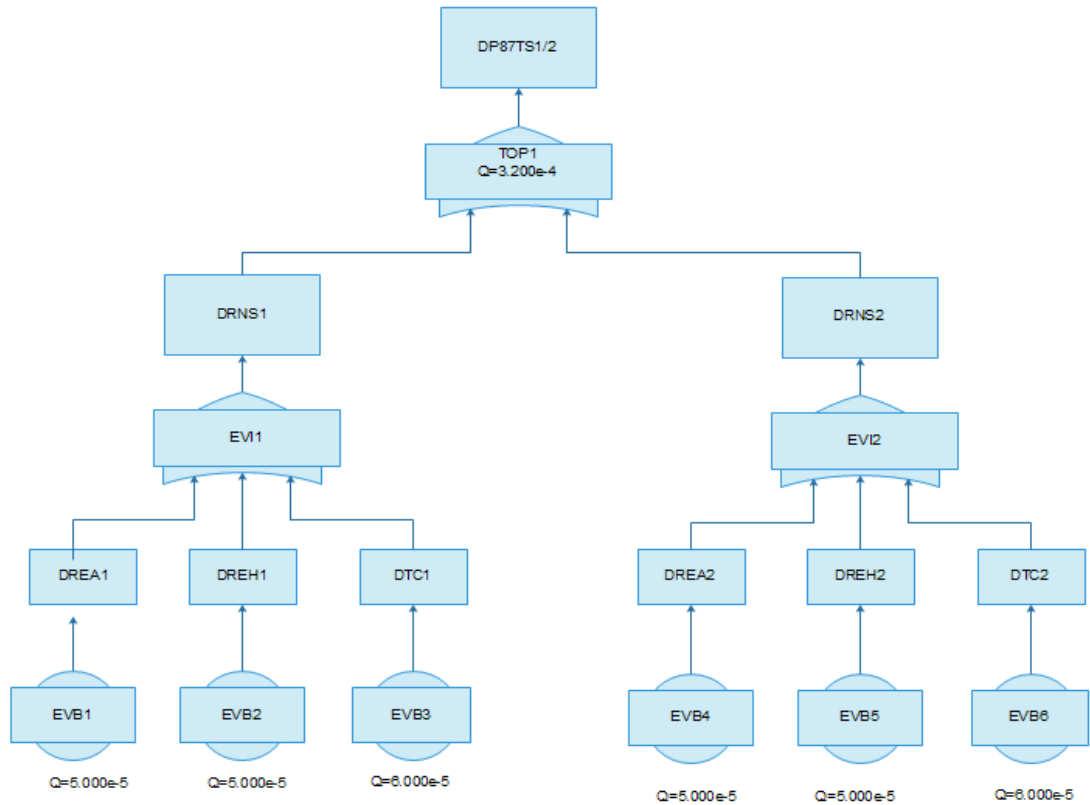 DP87TS1/2
TOP1
Q=3.200e-4
DRNS1
DRNS2
EVI1
EVI2
DREA1
DREH1
DTC1
DREA2
DREH2
DTC2
EVB1
EVB2
EVB3
EVB4
EVB5
EVB6
Q=5.000e-5
Q=5.000e-5
Q=6.000e-5
Q=5.000e-5
Q=5.000e-5
Q=6.000e-5